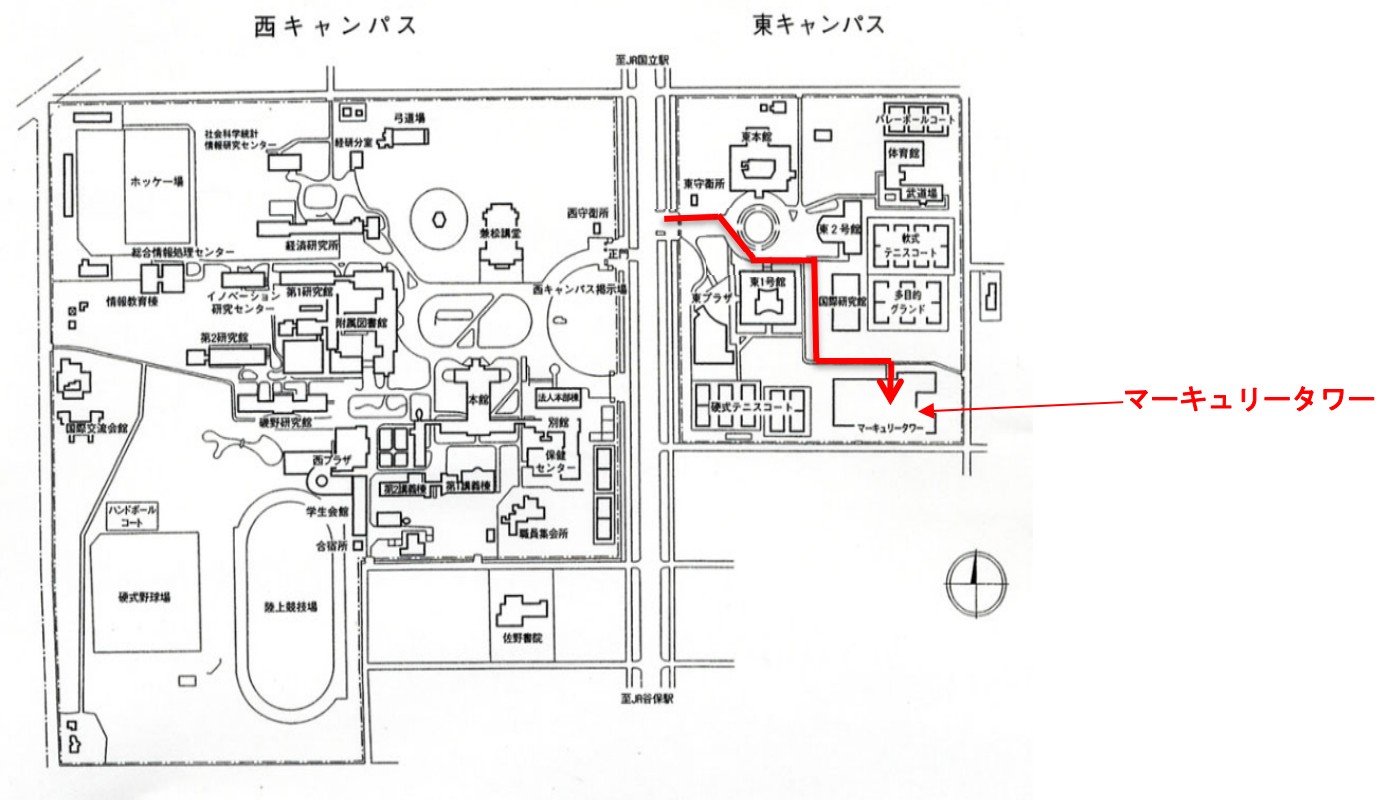 西キャンパス
東キャンパス
至JR国立駅
弓道場
社会科学統計
情報研究センター
経研分室
ホッケー場
経済研究所
兼松講堂
西守衛所
正門
総合情報処理センター
情報教育棟
イノベーション
研究センター
第1研究館
附属図書館
西キャンパス掲示場
第2研究館
本館
法人本部棟
国際交流会館
磯野研究館
別館
保健
センター
西プラザ
第2講義棟
第1講義棟
ハンドボール
コート
学生会館
職員集会所
合宿所
硬式野球場
陸上競技場
佐野書院
至JR谷保駅
バレーボールコート
東本館
体育館
東守衛所
武道場
東2号館
軟式
テニスコート
東プラザ
東1号館
国際研究館
多目的
グランド
硬式テニスコート
マーキュリータワー
マーキュリータワー